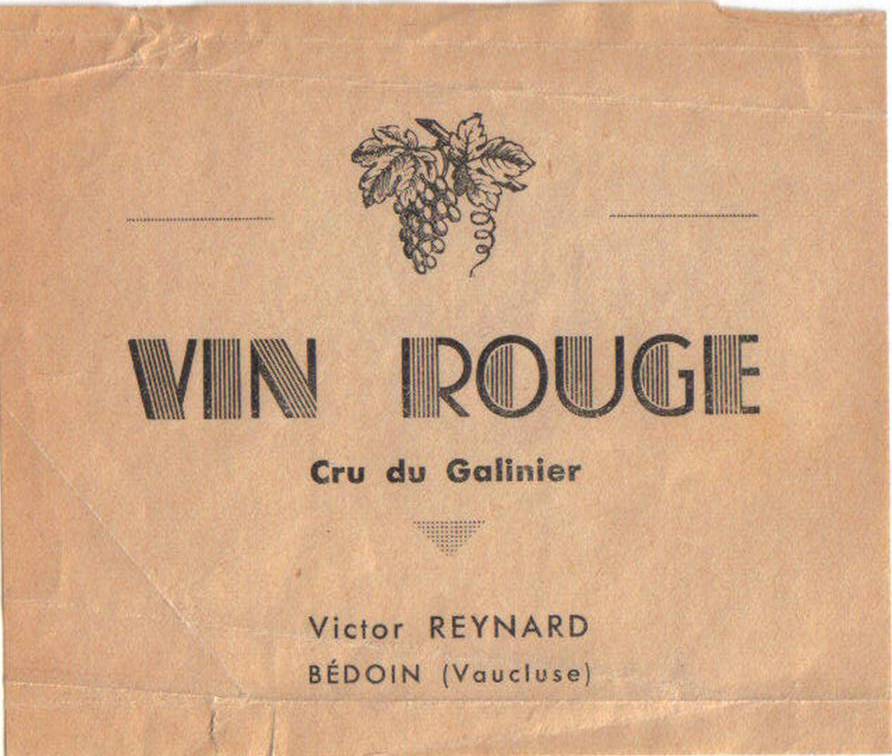 VIN ROUGE
Cru du Galinier
Victor REYNARD
BÉDOIN (Vaucluse)